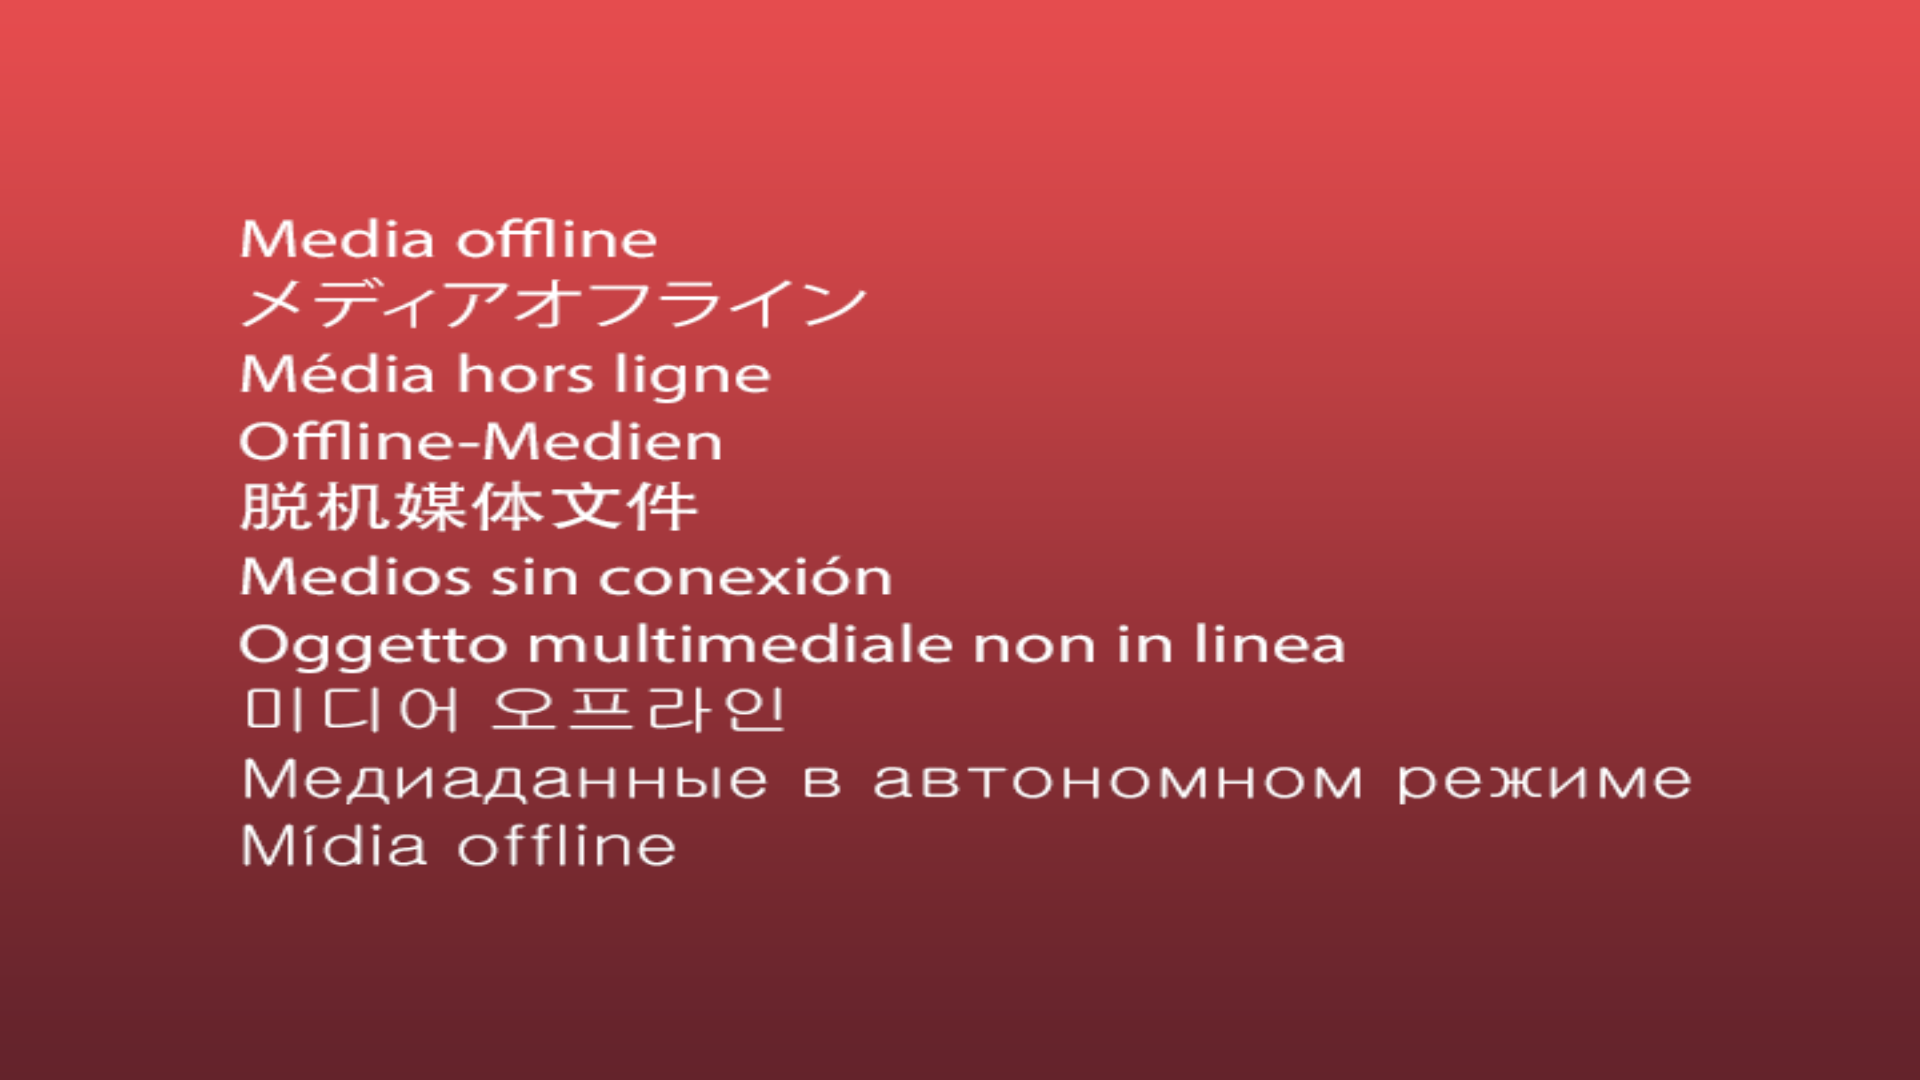 Media offline
メディアオフライン
Média hors ligne
Offline-Medien
脱机媒体文件
Medios sin conexión
Oggetto multimediale non in linea
미디어 오프라인
Медиаданные в автономном режиме
Mídia offline